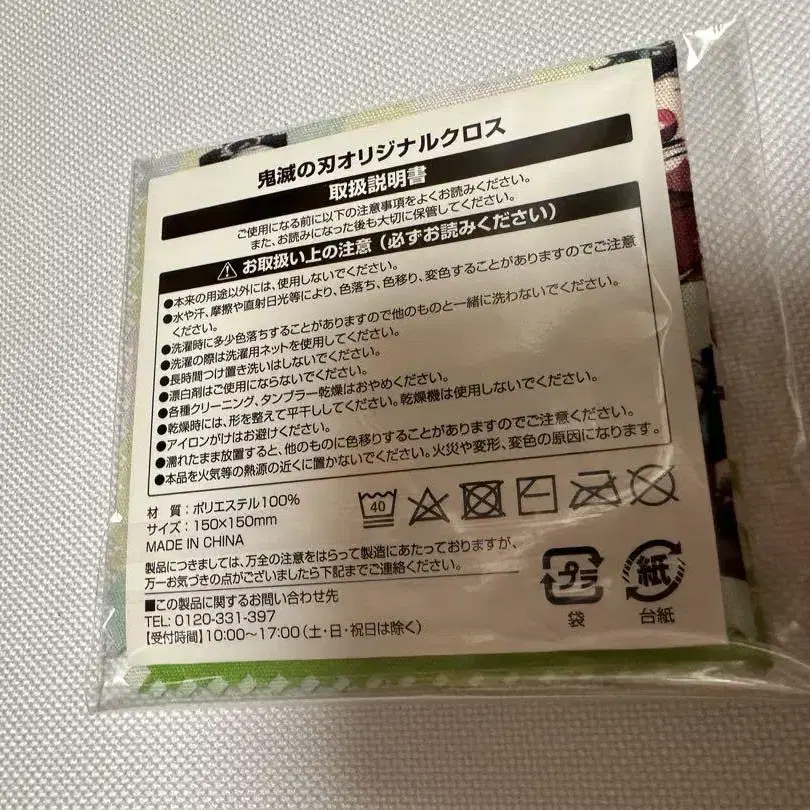 鬼滅の刃オリジナルクロス
取扱説明書
ご使用になる前に以下の注意事項をよくお読みください。
また、お読みになった後も大切に保管してください。
お取扱い上の注意（必ずお読みください）
●本来の用途以外には、使用しないでください。
●水や汗、摩擦や直射日光等により、色落ち、色移り、変色することがありますのでご注意
ください。
●洗濯時に多少色落ちすることがありますので他のものと一緒に洗わないでください。
●洗濯の際は洗濯用ネットを使用してください。
●長時間つけ置き洗いはしないでください。
●漂白剤はご使用にならないでください。
●各種クリーニング、タンブラー乾燥はおやめください。
●乾燥時には、形を整えて平干ししてください。乾燥機は使用しないでください。
●アイロンがけはお避けください。
●濡れたまま放置すると、他のものに色移りすることがありますのでご注意ください。
●本品を火気等の熱源の近くに置かないでください。火災や変形、変色の原因になります。
材 質：ポリエステル100%
サイズ：150×150mm
MADE IN CHINA
40
製品につきましては、万全の注意をはらって製造にあたっておりますが、
万一お気づきの点がございましたら下記までご連絡ください。
■この製品に関するお問い合わせ先
TEL: 0120-331-397
【受付時間】10:00～17:00（土・日・祝日は除く）
プラ
袋
紙
台紙